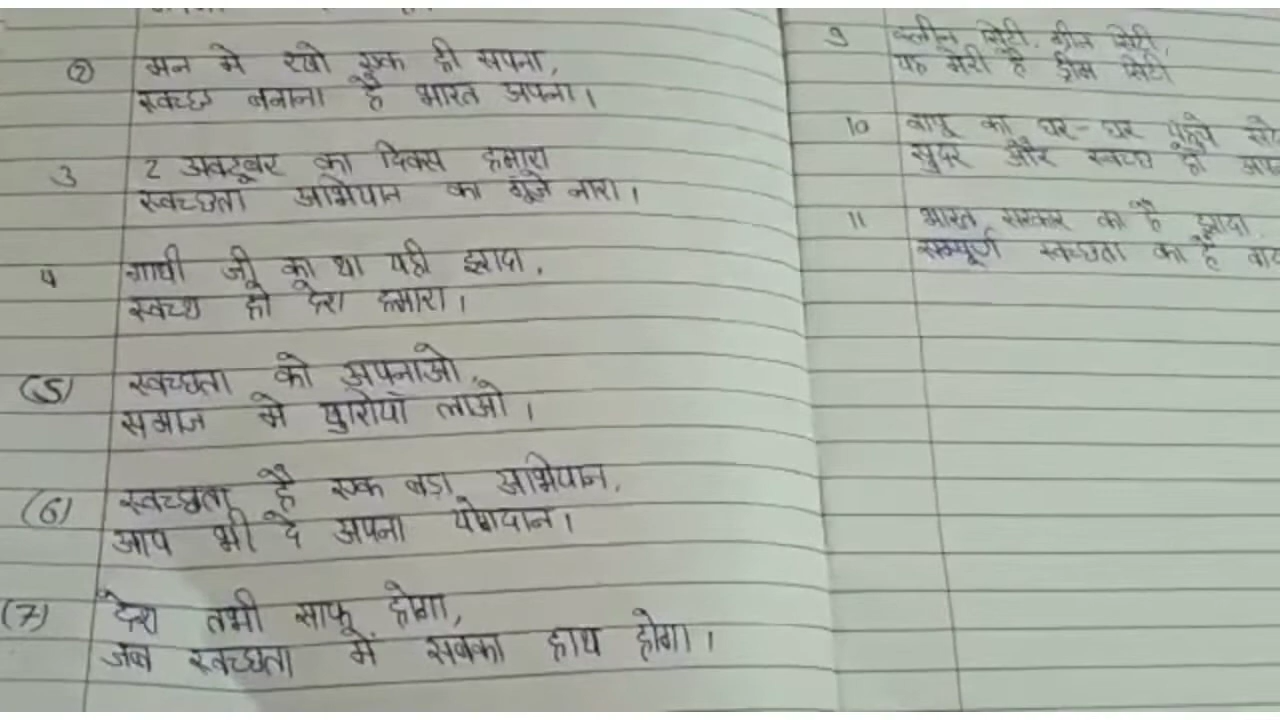 ② मन मे रखो एक ही सपना,
स्वच्छ बनाना है भारत अपना।
3 2 अक्टूबर का दिवस हमारा
स्वच्छता अभियान का गूंजे नारा।
4 गाधी जी का था यही इरादा,
स्वच्छ हो देश हमारा।
(5) स्वच्छता को अपनाओ,
समाज मे खुशियाँ लाओ।
(6) स्वच्छता है एक बड़ा अभियान,
आप भी दे अपना योगदान।
(7) देश तभी साफ होगा,
जब स्वच्छता में सबका हाथ होगा।
9 क्लीन सिटी, ग्रीन सिटी,
यह मेरी है ड्रीम सिटी
10 बापू का घर-घर पहुंचे
सुंदर और स्वच्छ हो
11 भारत सरकार का है इरादा,
सम्पूर्ण स्वच्छता का है